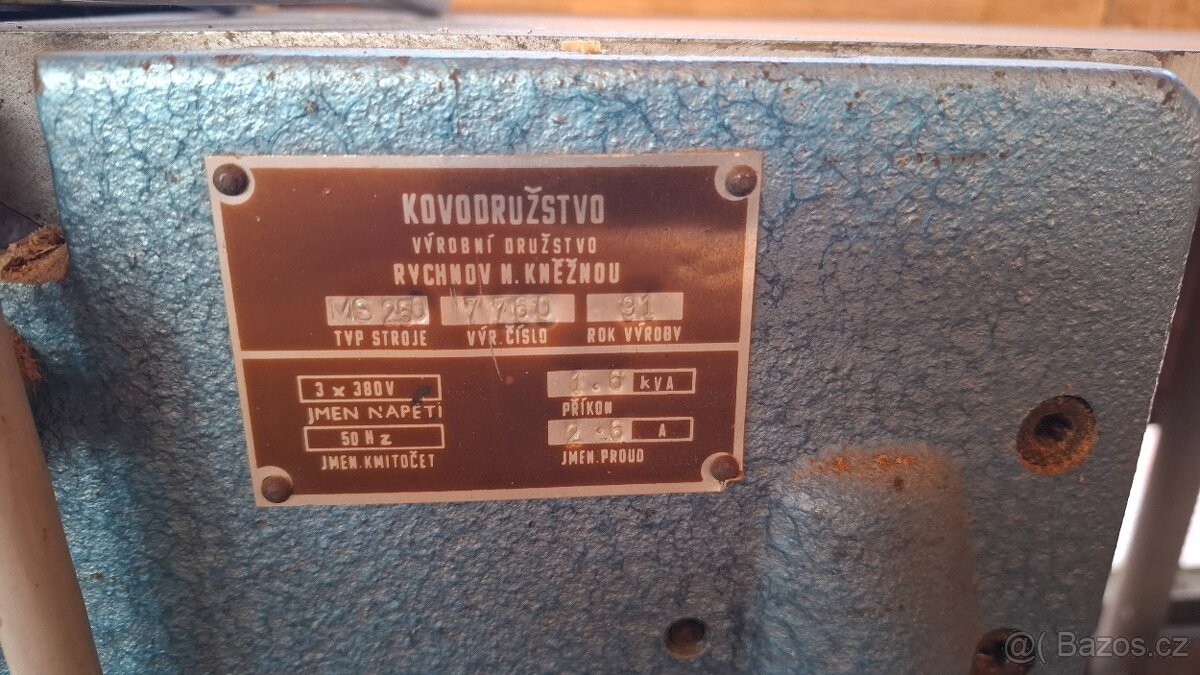 KOVODRUŽSTVO
VÝROBNÍ DRUŽSTVO
RYCHNOV N. KNĚŽNOU
MS 250 7760 91
TYP STROJE VÝR. ČÍSLO ROK VÝROBY
3 x 380V 1.6 kVA
JMEN NAPĚTÍ PŘÍKON
50 Hz 2.6 A
JMEN. KMITOČET JMEN. PROUD
@( Bazos.cz